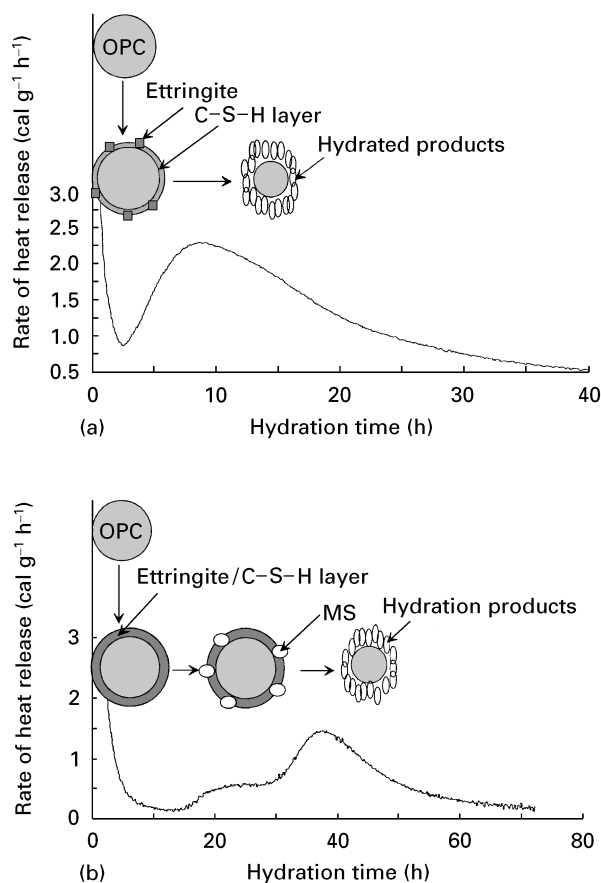 OPC
Ettringite
C–S–H layer
Hydrated products
Rate of heat release (cal g⁻¹ h⁻¹)
3.0
2.5
2.0
1.5
1.0
0.5
0 10 20 30 40
(a) Hydration time (h)
OPC
Ettringite/C–S–H layer
MS
Hydration products
Rate of heat release (cal g⁻¹ h⁻¹)
3
2
1
0
0 20 40 60 80
(b) Hydration time (h)